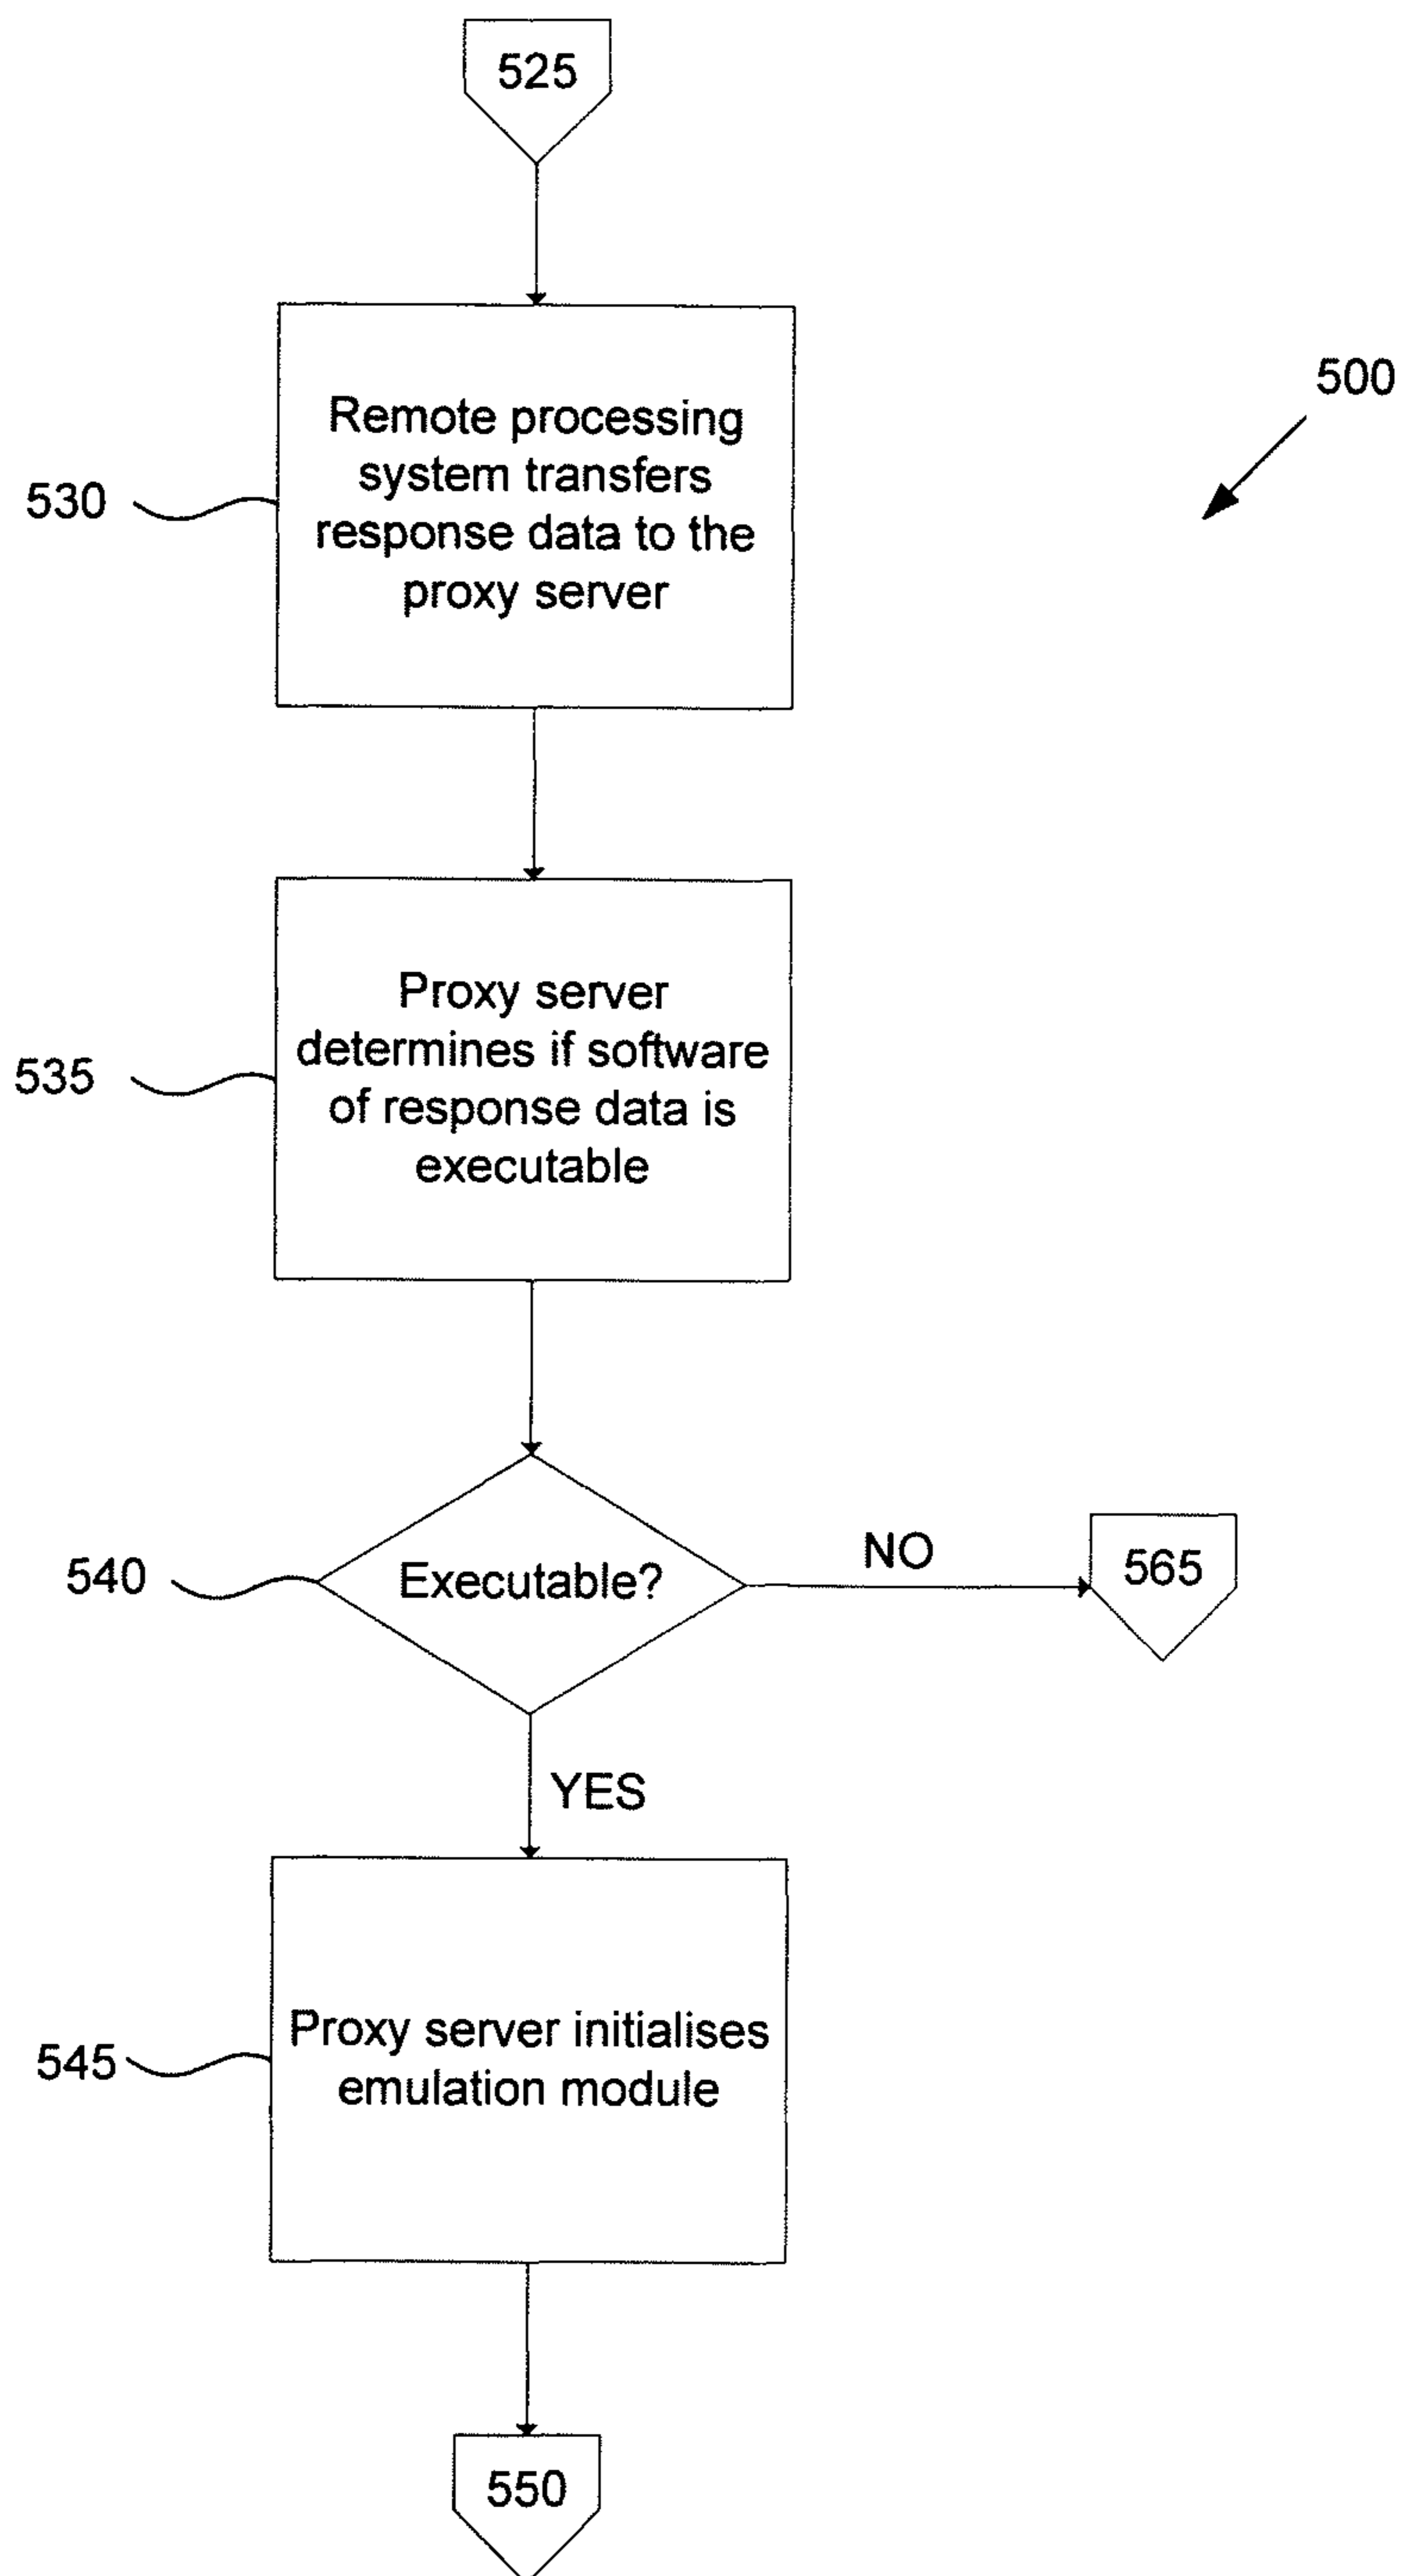 525
500
530
Remote processing
system transfers
response data to the
proxy server
535
Proxy server
determines if software
of response data is
executable
540
Executable?
NO
565
YES
545
Proxy server initialises
emulation module
550